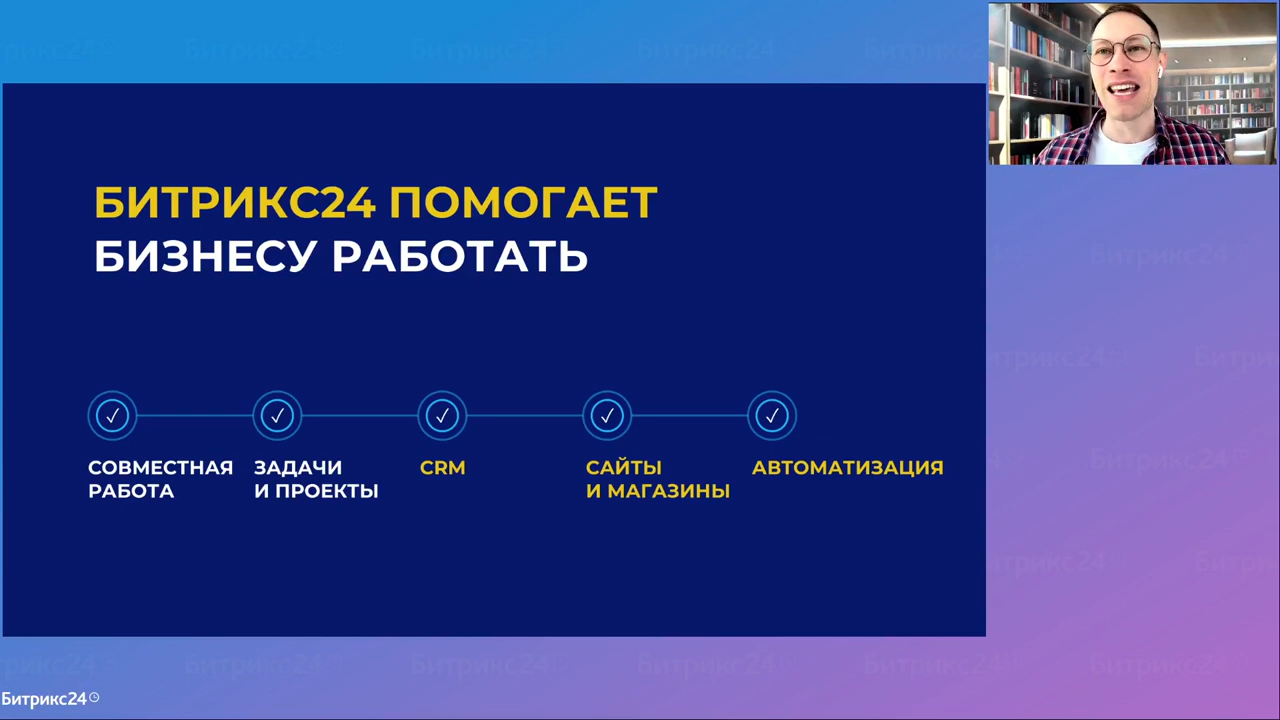 БИТРИКС24 ПОМОГАЕТ
БИЗНЕСУ РАБОТАТЬ
СОВМЕСТНАЯ
РАБОТА
ЗАДАЧИ
И ПРОЕКТЫ
CRM
САЙТЫ
И МАГАЗИНЫ
АВТОМАТИЗАЦИЯ
Битрикс24